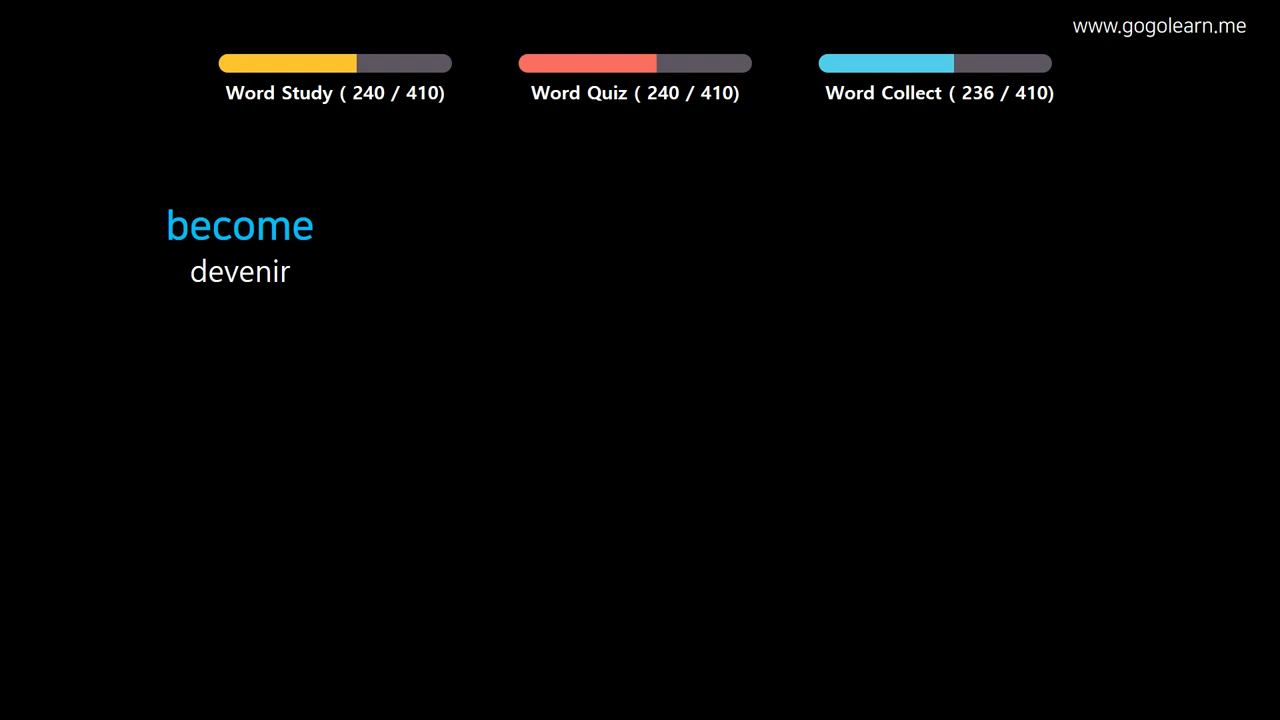 www.gogolearn.me
Word Study ( 240 / 410)
Word Quiz ( 240 / 410)
Word Collect ( 236 / 410)
become
devenir